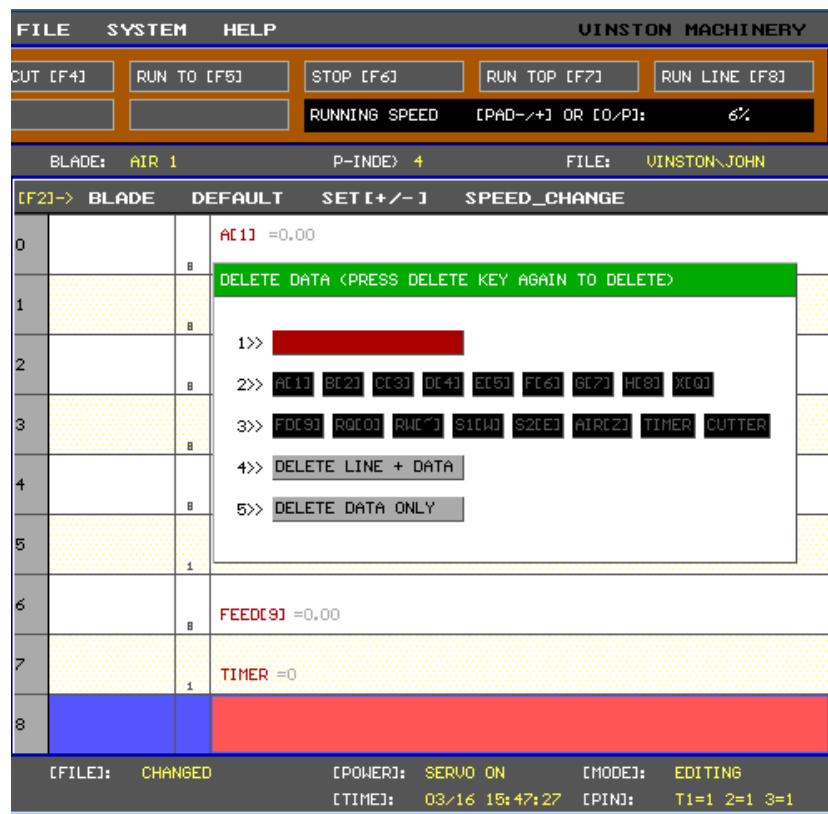 FILE SYSTEM HELP VINSTON MACHINERY
CUT [F4] RUN TO [F5] STOP [F6] RUN TOP [F7] RUN LINE [F8]
RUNNING SPEED [PAD-/+] OR [O/P]: 6%
BLADE: AIR 1 P-INDE> 4 FILE: VINSTON\JOHN
[F2]-> BLADE DEFAULT SET[+/-] SPEED_CHANGE
0 8 A[1] =0.00
DELETE DATA (PRESS DELETE KEY AGAIN TO DELETE)
1 8
1>>
2 8
2>> A[1] B[2] C[3] D[4] E[5] F[6] G[7] H[8] X[Q]
3 8
3>> FD[9] RQ[O] RW[~] S1[W] S2[E] AIR[Z] TIMER CUTTER
4>> DELETE LINE + DATA
4 8
5>> DELETE DATA ONLY
5 1
6 8 FEED[9] =0.00
7 1 TIMER =0
8
[FILE]: CHANGED [POWER]: SERVO ON [MODE]: EDITING
[TIME]: 03/16 15:47:27 [PIN]: T1=1 2=1 3=1